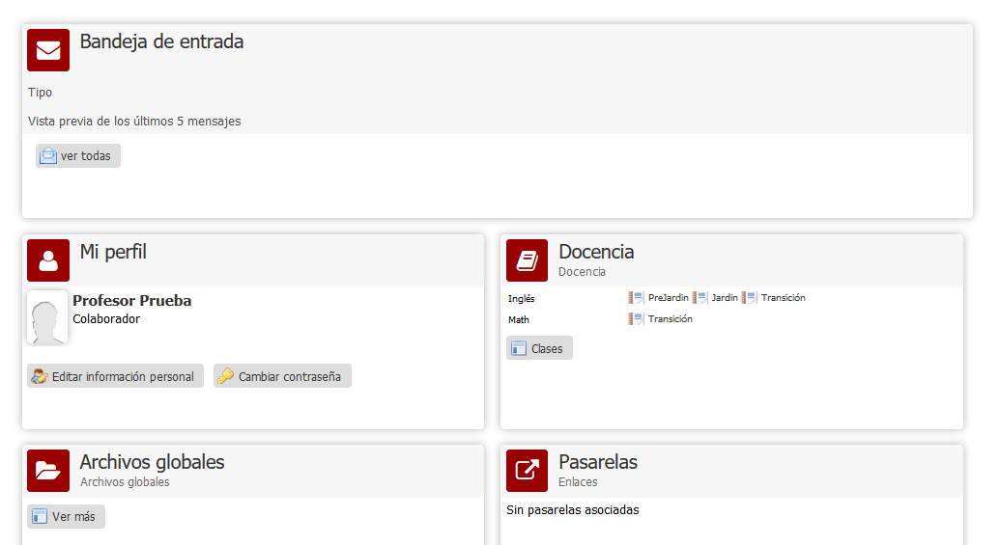 Bandeja de entrada
Tipo
Vista previa de los últimos 5 mensajes
ver todas
Mi perfil
Profesor Prueba
Colaborador
Editar información personal Cambiar contraseña
Docencia
Docencia
Inglés PreJardin Jardin Transición
Math Transición
Clases
Archivos globales
Archivos globales
Ver más
Pasarelas
Enlaces
Sin pasarelas asociadas